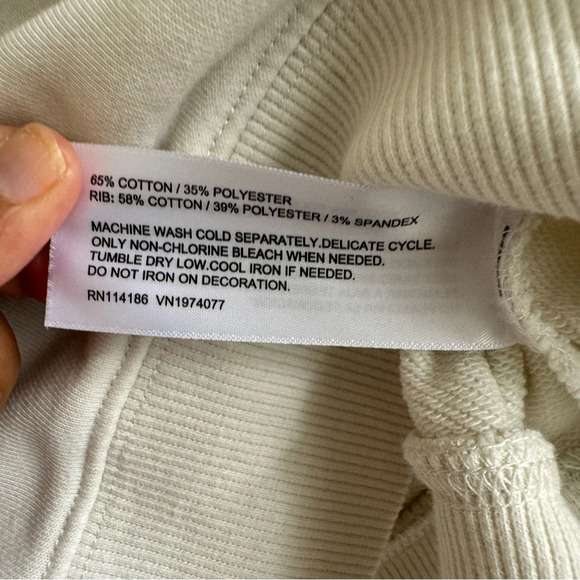 65% COTTON / 35% POLYESTER
RIB: 58% COTTON / 39% POLYESTER / 3% SPANDEX
MACHINE WASH COLD SEPARATELY.DELICATE CYCLE.
ONLY NON-CHLORINE BLEACH WHEN NEEDED.
TUMBLE DRY LOW.COOL IRON IF NEEDED.
DO NOT IRON ON DECORATION.
RN114186 VN1974077